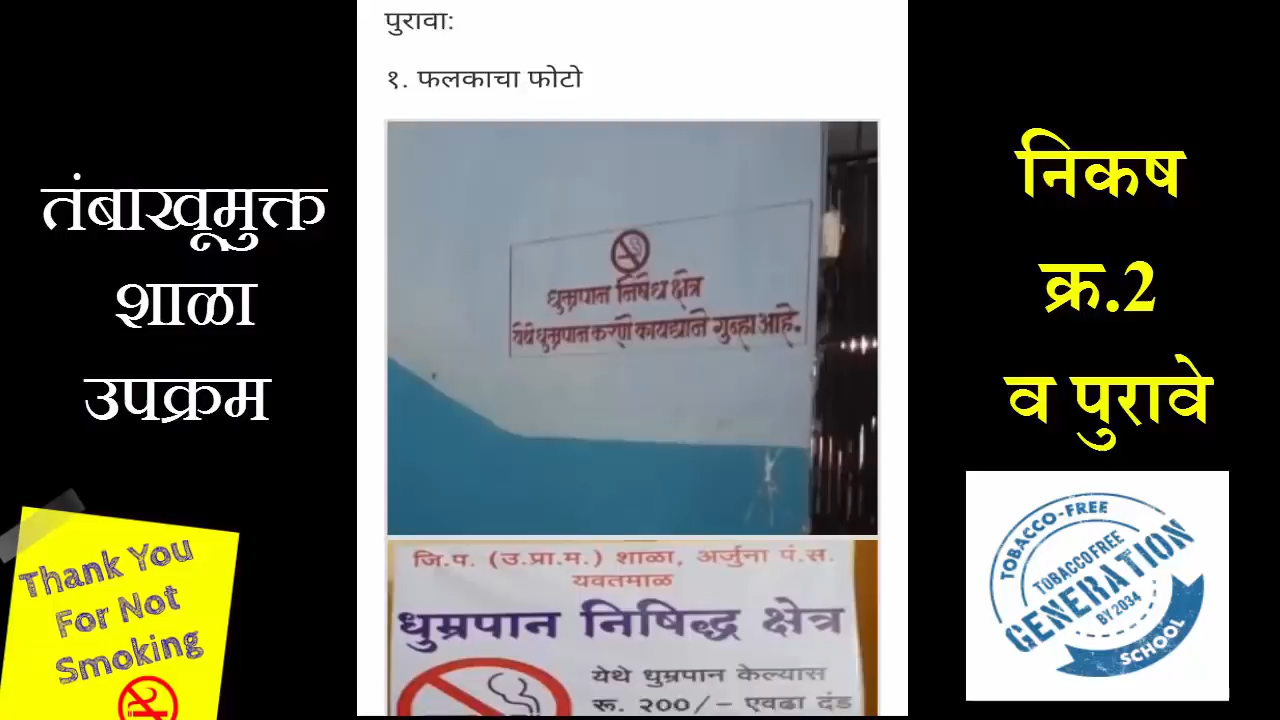 तंबाखूमुक्त
शाळा
उपक्रम
Thank You
For Not
Smoking
पुरावा:
१. फलकाचा फोटो
धुम्रपान निषेध क्षेत्र
येथे धुम्रपान करणे कायद्याने गुन्हा आहे.
जि.प. (उ.प्रा.म.) शाळा, अर्जुना पं.स.
यवतमाळ
धुम्रपान निषिद्ध क्षेत्र
येथे धुम्रपान केल्यास
रू. २००/- एवढा दंड
निकष
क्र.2
व पुरावे
TOBACCO-FREE
TOBACCOFREE
GENERATION
BY 2034
SCHOOL